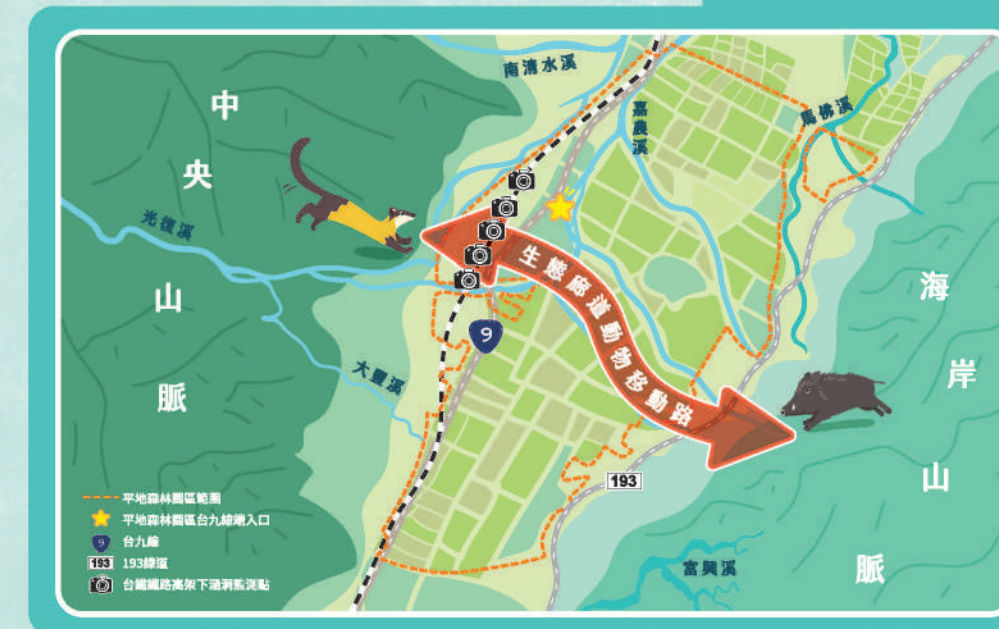 中央山脈
南清水溪
嘉農溪
馬佛溪
光復溪
大豐溪
生態廊道動物移動路
9
193
海岸山脈
富興溪
平地森林園區範圍
平地森林園區台九線端入口
9
台九線
193
193線道
台鐵鐵路高架下涵洞監測點